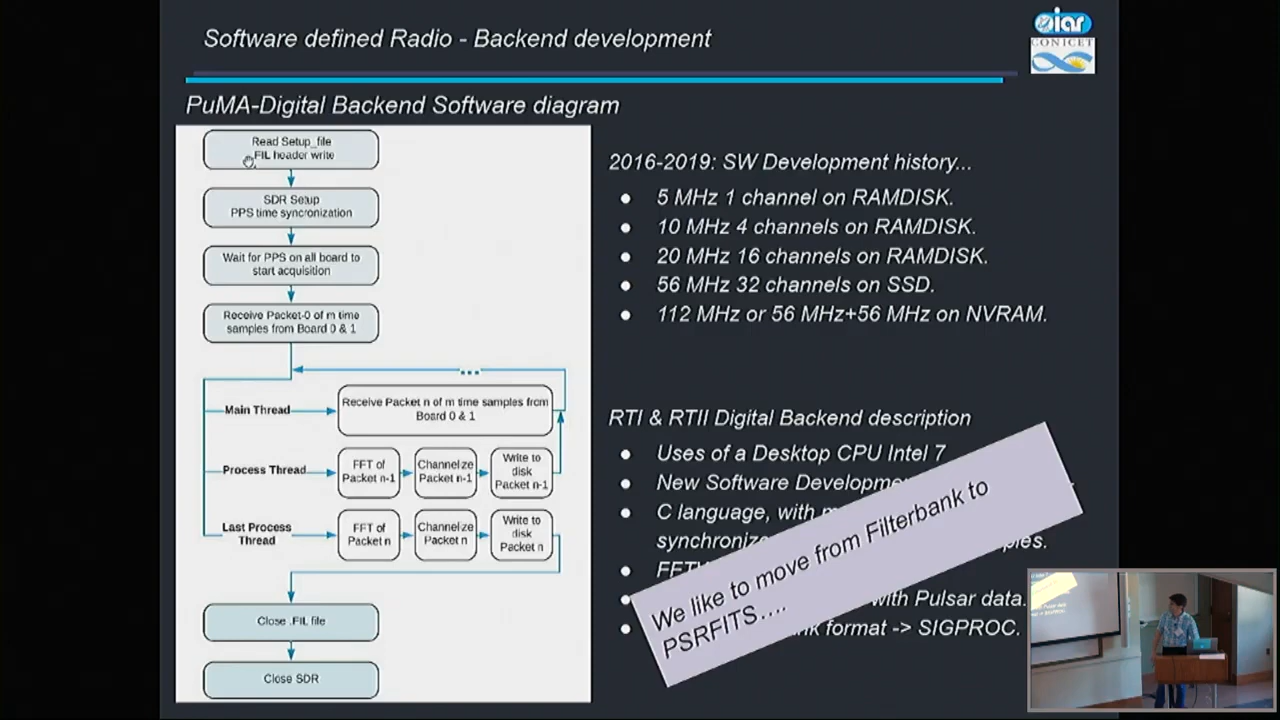 Software defined Radio - Backend development
iar
CONICET
PuMA-Digital Backend Software diagram
Read Setup_file
.FIL header write
SDR Setup
PPS time syncronization
Wait for PPS on all board to
start acquisition
Receive Packet-0 of m time
samples from Board 0 & 1
...
Main Thread
Receive Packet n of m time samples from
Board 0 & 1
Process Thread
FFT of
Packet n-1
Channelize
Packet n-1
Write to
disk
Packet n-1
Last Process
Thread
FFT of
Packet n
Channelize
Packet n
Write to
disk
Packet n
Close .FIL file
Close SDR
2016-2019: SW Development history...
5 MHz 1 channel on RAMDISK.
10 MHz 4 channels on RAMDISK.
20 MHz 16 channels on RAMDISK.
56 MHz 32 channels on SSD.
112 MHz or 56 MHz+56 MHz on NVRAM.
RTI & RTII Digital Backend description
Uses of a Desktop CPU Intel 7
New Software
C language, with
with Pulsar data.
format -> SIGPROC.
We like to move from Filterbank to
PSRFITS....